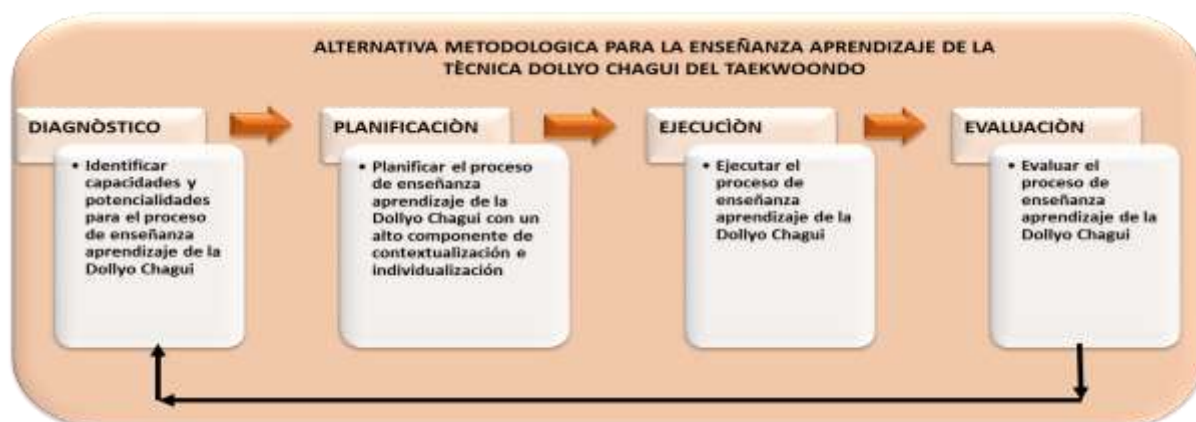 ALTERNATIVA METODOLOGICA PARA LA ENSEÑANZA APRENDIZAJE DE LA
TÈCNICA DOLLYO CHAGUI DEL TAEKWOONDO
DIAGNÒSTICO
• Identificar
capacidades y
potencialidades
para el proceso
de enseñanza
aprendizaje de la
Dollyo Chagui
PLANIFICACIÒN
• Planificar el proceso
de enseñanza
aprendizaje de la
Dollyo Chagui con un
alto componente de
contextualización e
individualización
EJECUCÌÒN
• Ejecutar el
proceso de
enseñanza
aprendizaje de la
Dollyo Chagui
EVALUACIÒN
• Evaluar el
proceso de
enseñanza
aprendizaje de la
Dollyo Chagui